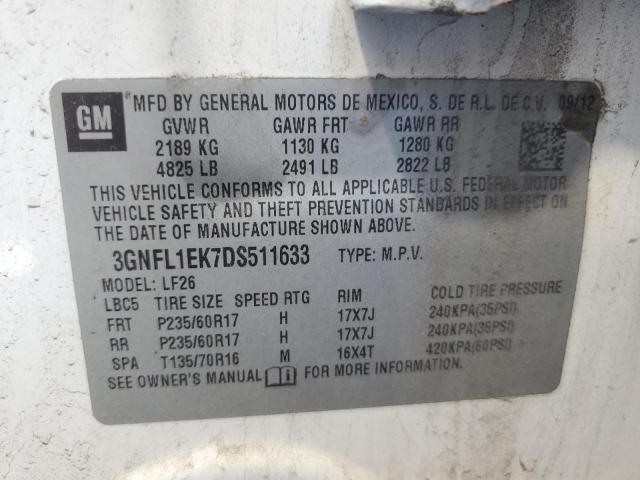 GM MFD BY GENERAL MOTORS DE MEXICO, S. DE R.L. DE C.V. 09/12
GVWR GAWR FRT GAWR RR
2189 KG 1130 KG 1280 KG
4825 LB 2491 LB 2822 LB
THIS VEHICLE CONFORMS TO ALL APPLICABLE U.S. FEDERAL MOTOR
VEHICLE SAFETY AND THEFT PREVENTION STANDARDS IN EFFECT ON
THE DATE OF MANUFACTURE SHOWN ABOVE.
3GNFL1EK7DS511633 TYPE: M.P.V.
MODEL: LF26
LBC5 TIRE SIZE SPEED RTG RIM COLD TIRE PRESSURE
FRT P235/60R17 H 17X7J 240KPA(35PSI)
RR P235/60R17 H 17X7J 240KPA(35PSI)
SPA T135/70R16 M 16X4T 420KPA(60PSI)
SEE OWNER'S MANUAL FOR MORE INFORMATION.